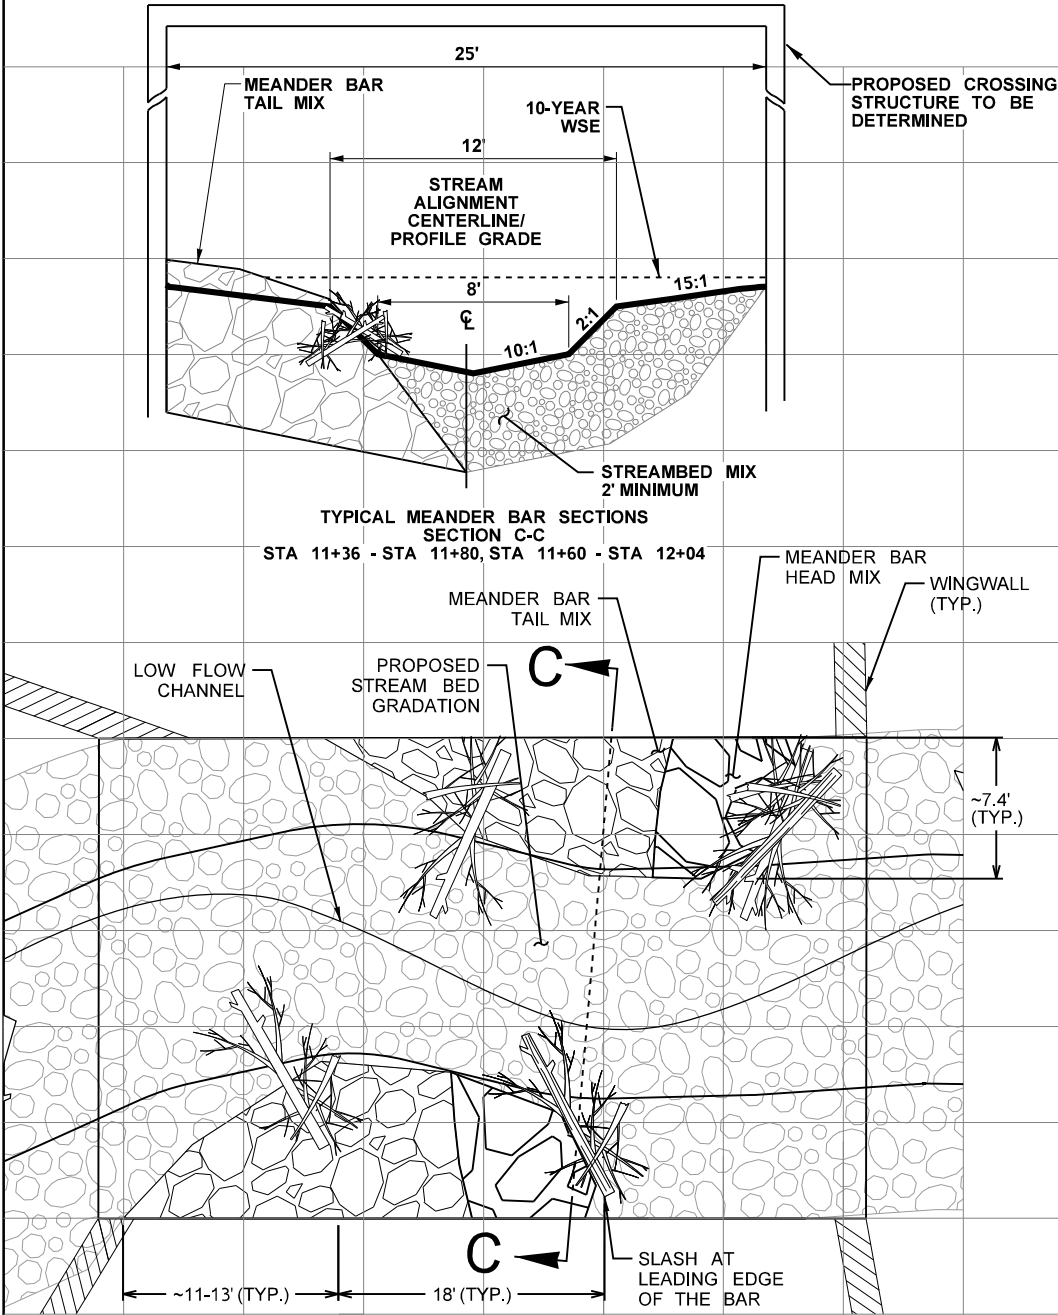 25'
MEANDER BAR
TAIL MIX
PROPOSED CROSSING
STRUCTURE TO BE
DETERMINED
10-YEAR
WSE
12'
STREAM
ALIGNMENT
CENTERLINE/
PROFILE GRADE
8'
15:1
℄
2:1
10:1
STREAMBED MIX
2' MINIMUM
TYPICAL MEANDER BAR SECTIONS
SECTION C-C
STA 11+36 - STA 11+80, STA 11+60 - STA 12+04
MEANDER BAR
HEAD MIX
WINGWALL
(TYP.)
MEANDER BAR
TAIL MIX
LOW FLOW
CHANNEL
PROPOSED
STREAM BED
GRADATION
C
~7.4'
(TYP.)
C
SLASH AT
LEADING EDGE
OF THE BAR
~11-13' (TYP.)
18' (TYP.)